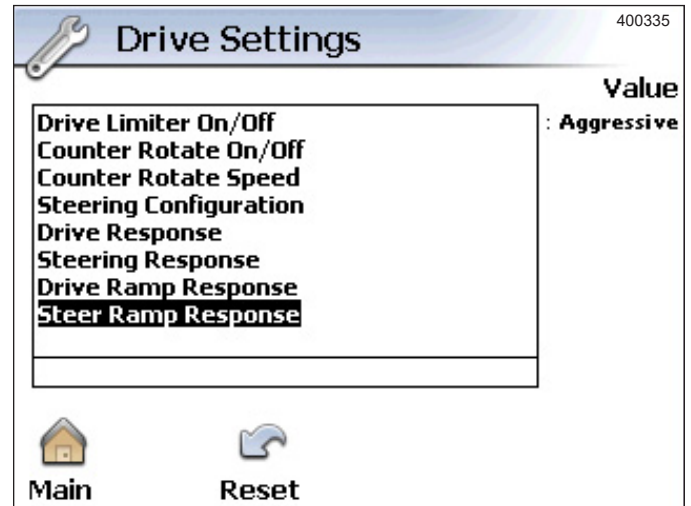 400335
Drive Settings
Value
Drive Limiter On/Off
: Aggressive
Counter Rotate On/Off
Counter Rotate Speed
Steering Configuration
Drive Response
Steering Response
Drive Ramp Response
Steer Ramp Response
Main
Reset